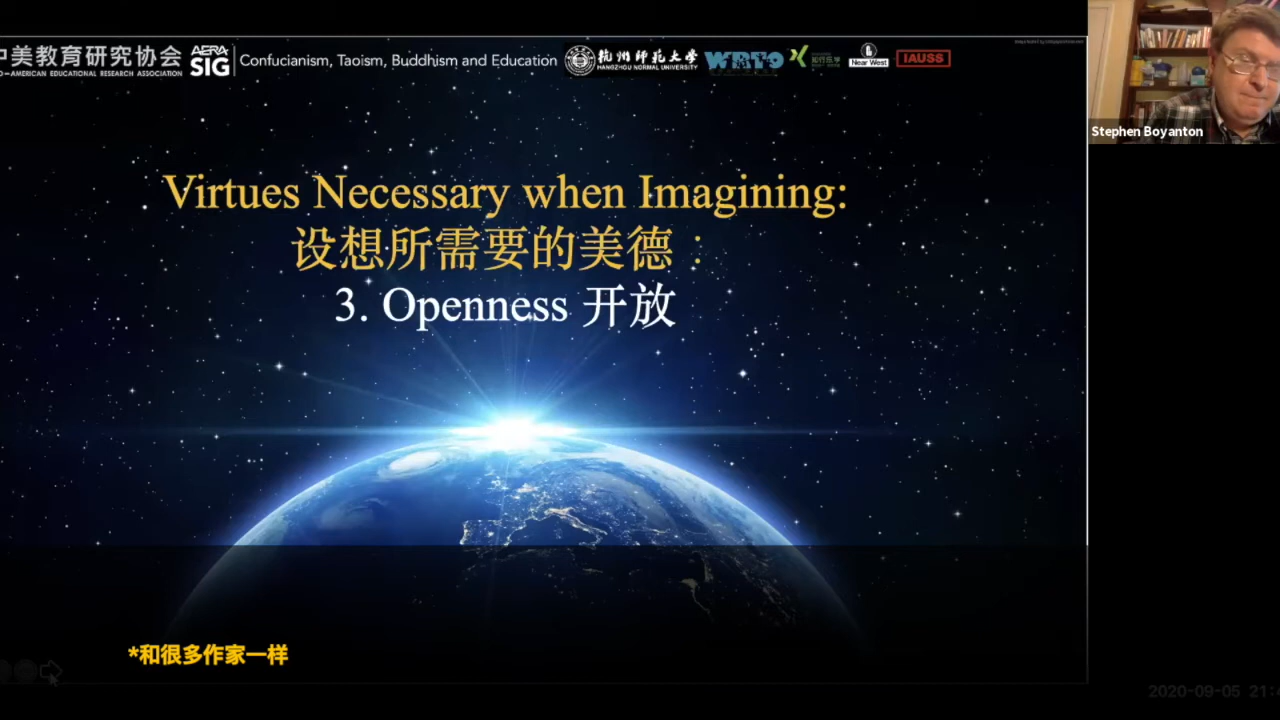 中美教育研究协会
O-AMERICAN EDUCATIONAL RESEARCH ASSOCIATION
AERA
SIG
Confucianism, Taoism, Buddhism and Education
杭州师范大学
HANGZHOU NORMAL UNIVERSITY
Near West
IAUSS
Stephen Boyanton
Virtues Necessary when Imagining:
设想所需要的美德：
3. Openness 开放
*和很多作家一样
2020-09-05 21:4